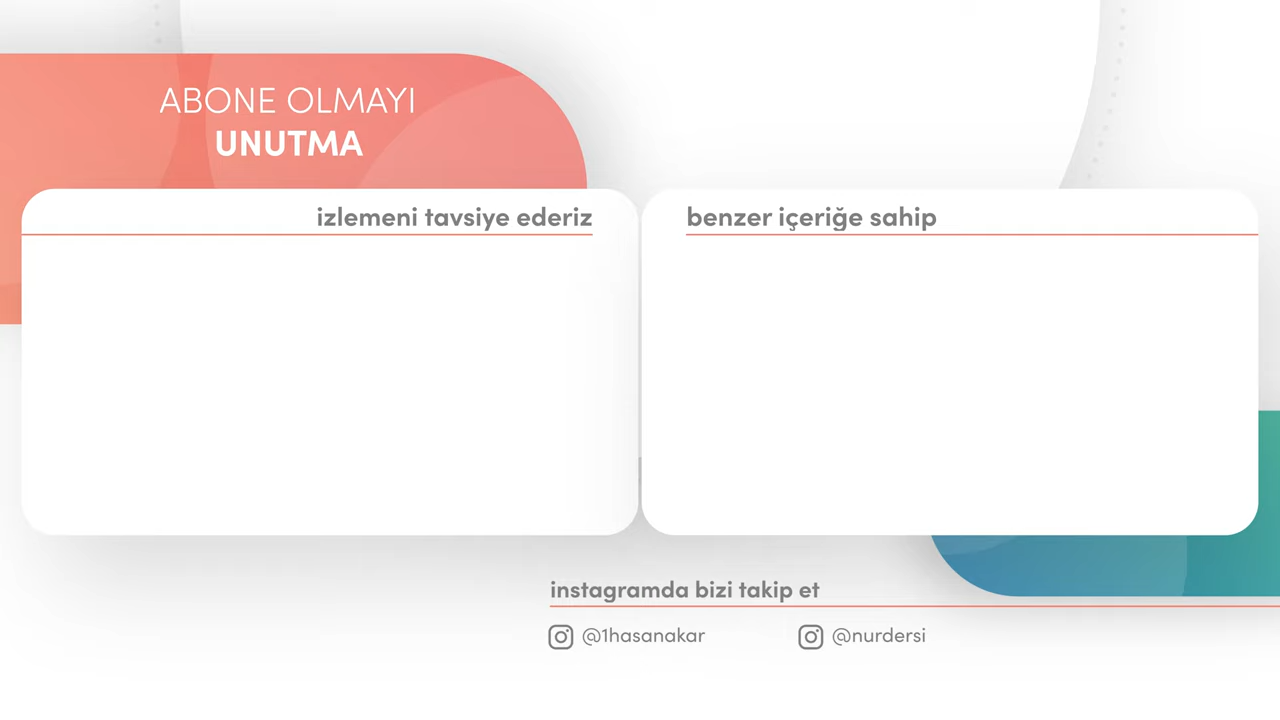 ABONE OLMAYI
UNUTMA
izlemeni tavsiye ederiz
benzer içeriğe sahip
instagramda bizi takip et
@1hasanakar
@nurdersi